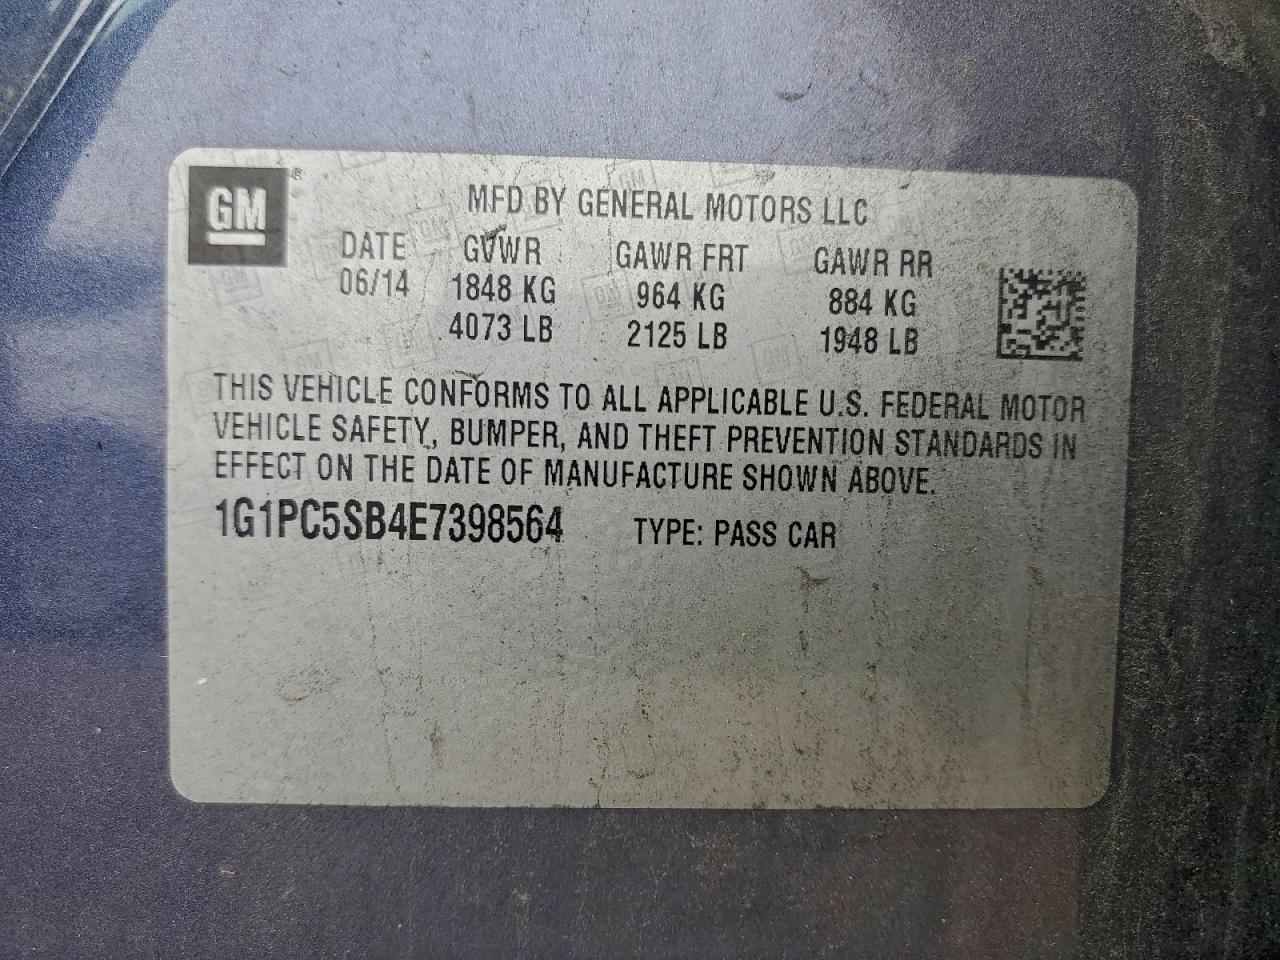 GM ®
MFD BY GENERAL MOTORS LLC
DATE GVWR GAWR FRT GAWR RR
06/14 1848 KG 964 KG 884 KG
4073 LB 2125 LB 1948 LB
THIS VEHICLE CONFORMS TO ALL APPLICABLE U.S. FEDERAL MOTOR
VEHICLE SAFETY, BUMPER, AND THEFT PREVENTION STANDARDS IN
EFFECT ON THE DATE OF MANUFACTURE SHOWN ABOVE.
1G1PC5SB4E7398564 TYPE: PASS CAR